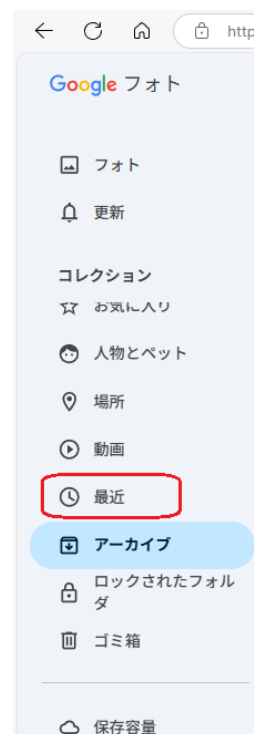 http
Google フォト
フォト
更新
コレクション
お気に入り
人物とペット
場所
動画
最近
アーカイブ
ロックされたフォル
ダ
ゴミ箱
保存容量